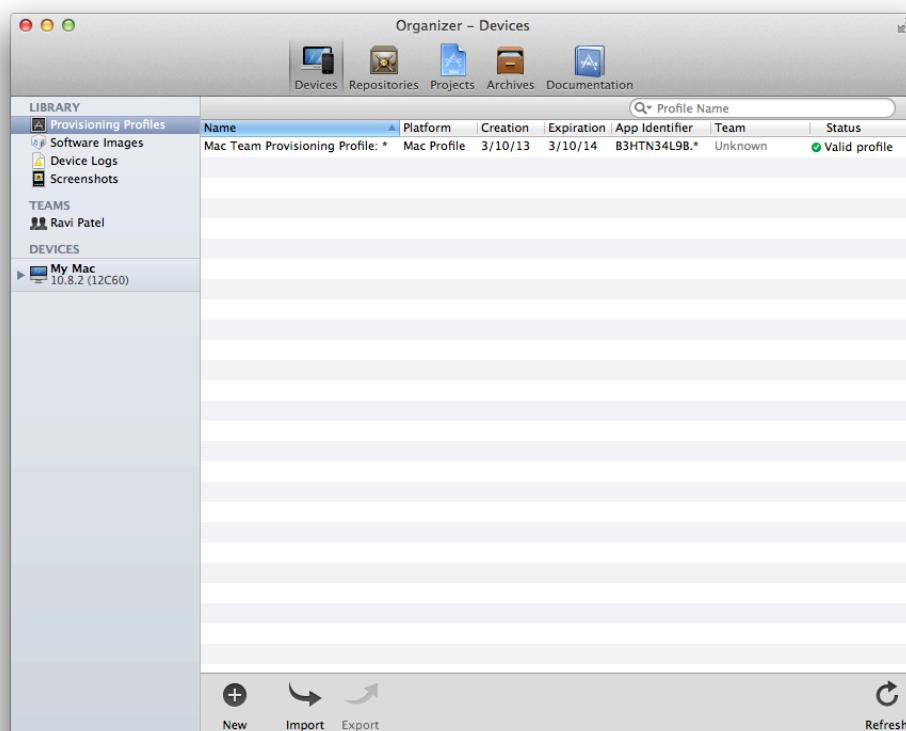 Organizer – Devices
Devices Repositories Projects Archives Documentation
Profile Name
LIBRARY
Provisioning Profiles
Software Images
Device Logs
Screenshots
TEAMS
Ravi Patel
DEVICES
My Mac
10.8.2 (12C60)
Name Platform Creation Expiration App Identifier Team Status
Mac Team Provisioning Profile: * Mac Profile 3/10/13 3/10/14 B3HTN34L9B.* Unknown Valid profile
New Import Export Refresh